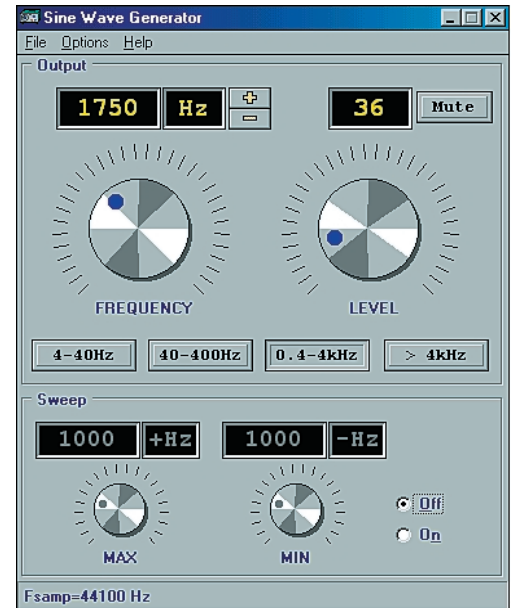 Sine Wave Generator
File Options Help
Output
1750 Hz 36 Mute
FREQUENCY LEVEL
4-40Hz 40-400Hz 0.4-4kHz > 4kHz
Sweep
1000 +Hz 1000 -Hz
Off
On
MAX MIN
Fsamp=44100 Hz